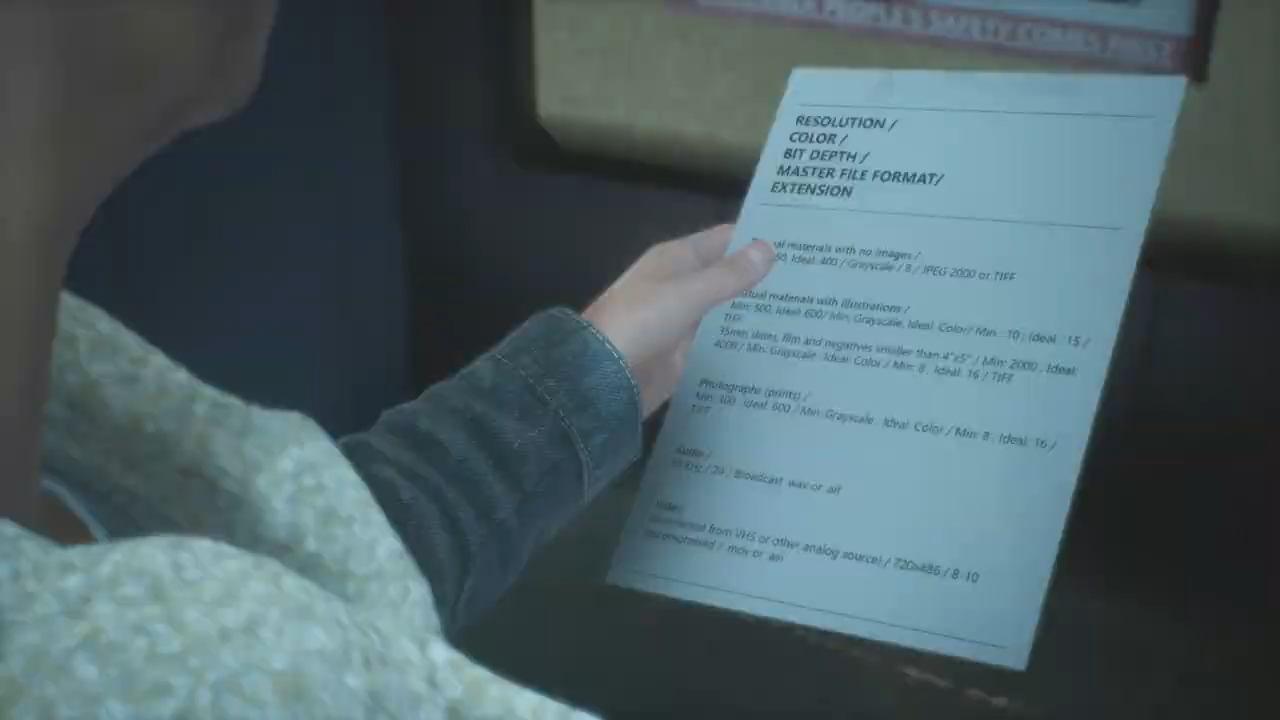 PEOPLE'S SAFETY COMES FIRST
RESOLUTION /
COLOR /
BIT DEPTH /
MASTER FILE FORMAT/
EXTENSION
materials with no images /
Ideal: 400 / Grayscale / 8 / JPEG 2000 or TIFF
materials with illustrations /
Min: 500, Ideal: 600/ Min: Grayscale, Ideal: Color/ Min: 10 , Ideal: 15 /
TIFF
35mm slides, film and negatives smaller than 4"x5" / Min: 2000 , Ideal:
4000 / Min: Grayscale , Ideal: Color / Min: 8 , Ideal: 16 / TIFF
Photographs (prints) /
Min: 300 , Ideal: 600 / Min: Grayscale , Ideal: Color / Min: 8 , Ideal: 16 /
TIFF
Audio /
/ 24 / Broadcast wav or aif
from VHS or other analog source) / 720x486 / 8-10
/ mov or avi